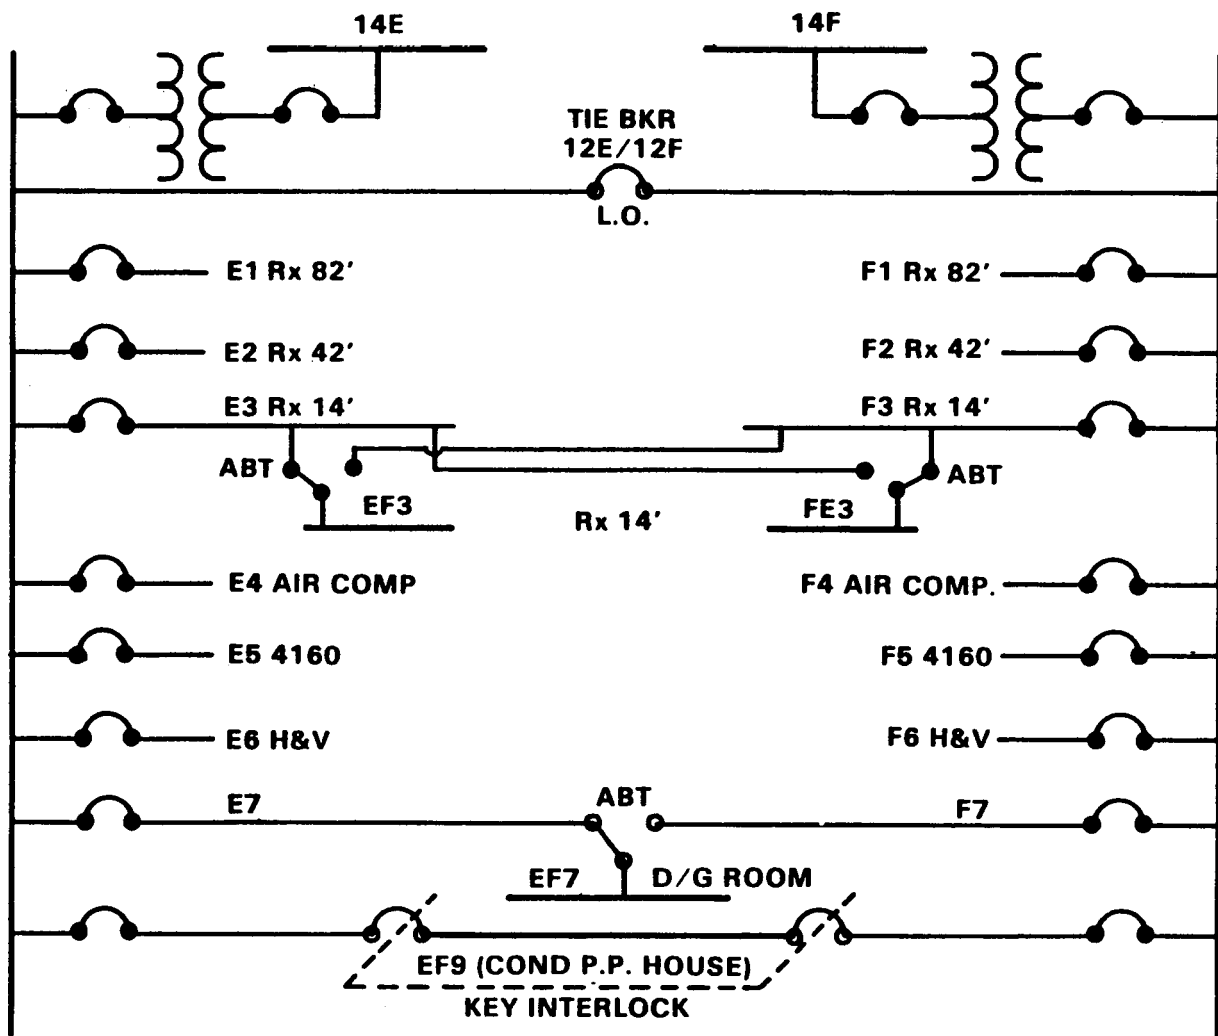 14E
14F
TIE BKR
12E/12F
L.O.
E1 Rx 82'
F1 Rx 82'
E2 Rx 42'
F2 Rx 42'
E3 Rx 14'
F3 Rx 14'
ABT
ABT
EF3
Rx 14'
FE3
E4 AIR COMP
F4 AIR COMP.
E5 4160
F5 4160
E6 H&V
F6 H&V
E7
ABT
F7
EF7
D/G ROOM
EF9 (COND P.P. HOUSE)
KEY INTERLOCK